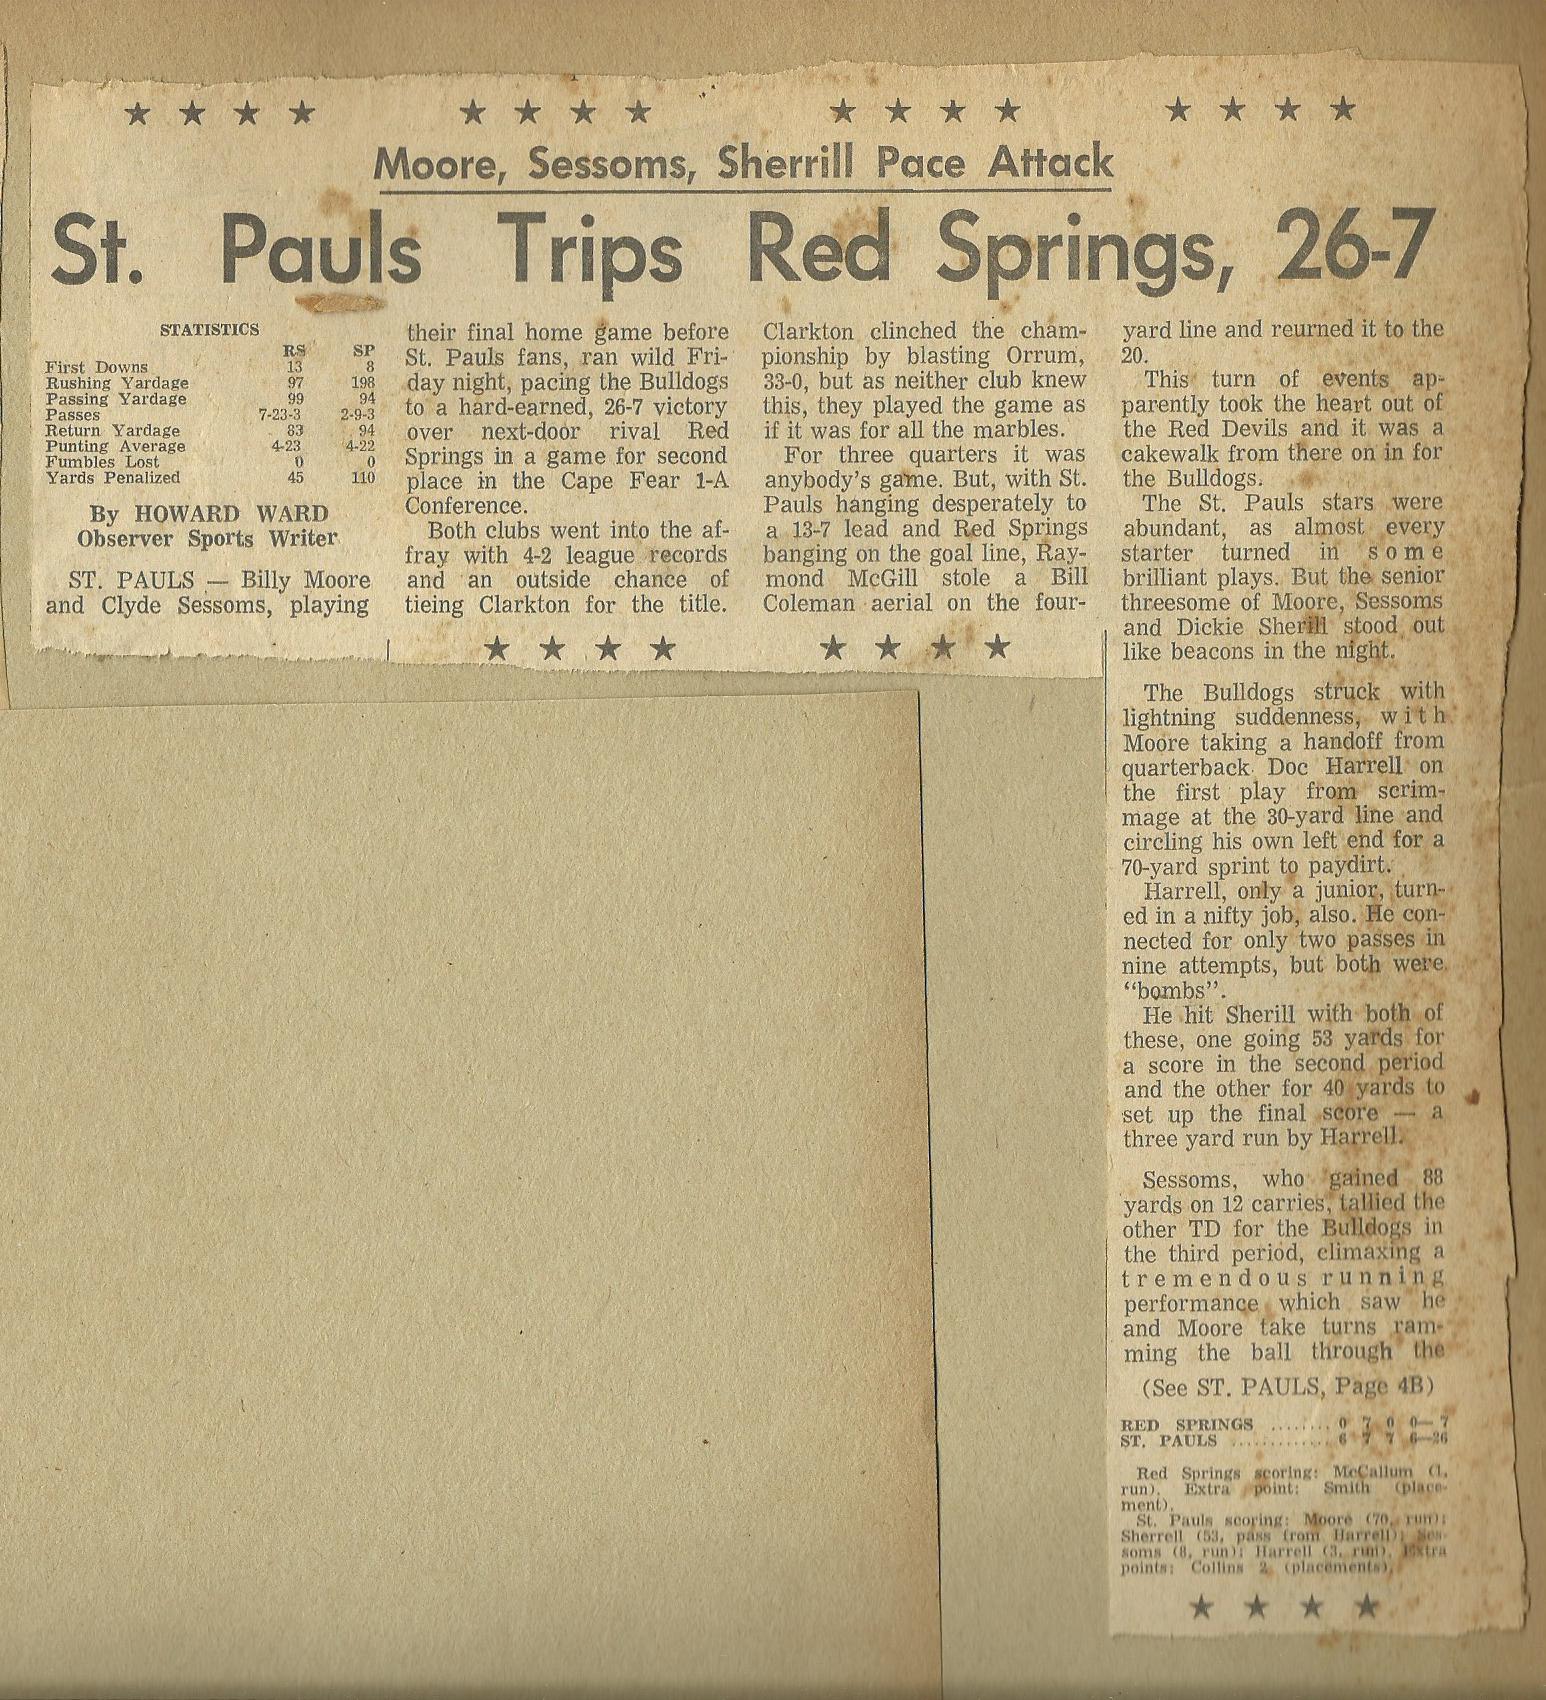 Moore, Sessoms, Sherrill Pace Attack
St. Pauls Trips Red Springs, 26-7
STATISTICS
RS SP
First Downs 13 8
Rushing Yardage 97 198
Passing Yardage 99 94
Passes 7-23-3 2-9-3
Return Yardage 83 94
Punting Average 4-23 4-22
Fumbles Lost 0 0
Yards Penalized 45 110
By HOWARD WARD
Observer Sports Writer
ST. PAULS — Billy Moore
and Clyde Sessoms, playing
their final home game before
St. Pauls fans, ran wild Fri-
day night, pacing the Bulldogs
to a hard-earned, 26-7 victory
over next-door rival Red
Springs in a game for second
place in the Cape Fear 1-A
Conference.
Both clubs went into the af-
fray with 4-2 league records
and an outside chance of
tieing Clarkton for the title.
Clarkton clinched the cham-
pionship by blasting Orrum,
33-0, but as neither club knew
this, they played the game as
if it was for all the marbles.
For three quarters it was
anybody's game. But, with St.
Pauls hanging desperately to
a 13-7 lead and Red Springs
banging on the goal line, Ray-
mond McGill stole a Bill
Coleman aerial on the four-
yard line and reurned it to the
20.
This turn of events ap-
parently took the heart out of
the Red Devils and it was a
cakewalk from there on in for
the Bulldogs.
The St. Pauls stars were
abundant, as almost every
starter turned in some
brilliant plays. But the senior
threesome of Moore, Sessoms
and Dickie Sherill stood out
like beacons in the night.
The Bulldogs struck with
lightning suddenness, with
Moore taking a handoff from
quarterback Doc Harrell on
the first play from scrim-
mage at the 30-yard line and
circling his own left end for a
70-yard sprint to paydirt.
Harrell, only a junior, turn-
ed in a nifty job, also. He con-
nected for only two passes in
nine attempts, but both were
“bombs”.
He hit Sherill with both of
these, one going 53 yards for
a score in the second period
and the other for 40 yards to
set up the final score — a
three yard run by Harrell.
Sessoms, who gained 88
yards on 12 carries, tallied the
other TD for the Bulldogs in
the third period, climaxing a
tremendous running
performance which saw he
and Moore take turns ram-
ming the ball through the
(See ST. PAULS, Page 4B)
RED SPRINGS ........ 0 7 0 0— 7
ST. PAULS ............. 6 7 7 6—26
Red Springs scoring: McCallum (1,
run). Extra point: Smith (place-
ment).
St. Pauls scoring: Moore (70, run);
Sherrell (53, pass from Harrell); Ses-
soms (8, run); Harrell (3, run). Extra
points: Collins 2 (placements).